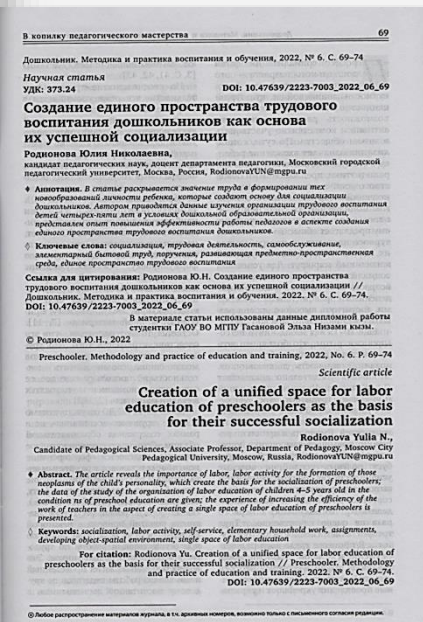 В копилку педагогического мастерства 69
Дошкольник. Методика и практика воспитания и обучения, 2022, № 6. С. 69–74
Научная статья
УДК: 373.24 DOI: 10.47639/2223-7003_2022_06_69
Создание единого пространства трудового
воспитания дошкольников как основа
их успешной социализации
Родионова Юлия Николаевна,
кандидат педагогических наук, доцент департамента педагогики, Московский городской
педагогический университет, Москва, Россия, RodionovaYUN@mgpu.ru
♦ Аннотация. В статье раскрывается значение труда в формировании тех
новообразований личности ребенка, которые создают основу для социализации
дошкольников. Автором приводятся данные изучения организации трудового воспитания
детей четырех-пяти лет в условиях дошкольной образовательной организации,
представлен опыт повышения эффективности работы педагогов в аспекте создания
единого пространства трудового воспитания дошкольников.
◊ Ключевые слова: социализация, трудовая деятельность, самообслуживание,
элементарный бытовой труд, поручения, развивающая предметно-пространственная
среда, единое пространство трудового воспитания
Ссылка для цитирования: Родионова Ю.Н. Создание единого пространства
трудового воспитания дошкольников как основа их успешной социализации //
Дошкольник. Методика и практика воспитания и обучения. 2022. № 6. С. 69–74.
DOI: 10.47639/2223-7003_2022_06_69
В материале статьи использованы данные дипломной работы
студентки ГАОУ ВО МГПУ Гасановой Эльза Низами кызы.
© Родионова Ю.Н., 2022
Preschooler. Methodology and practice of education and training, 2022, No. 6. P. 69–74
Scientific article
Creation of a unified space for labor
education of preschoolers as the basis
for their successful socialization
Rodionova Yulia N.,
Candidate of Pedagogical Sciences, Associate Professor, Department of Pedagogy, Moscow City
Pedagogical University, Moscow, Russia, RodionovaYUN@mgpu.ru
♦ Abstract. The article reveals the importance of labor, labor activity for the formation of those
neoplasms of the child's personality, which create the basis for the socialization of preschoolers;
the data of the study of the organisation of labor education of children 4–5 years old in the
condition ns of preschool education are given; the experience of increasing the efficiency of the
work of teachers in the aspect of creating a single space of labor education of preschoolers is
presented.
◊ Keywords: socialization, labor activity, self-service, elementary household work, assignments,
developing object-spatial environment, single space of labor education
For citation: Rodionova Yu. Creation of a unified space for labor education of
preschoolers as the basis for their successful socialization // Preschooler. Methodology
and practice of education and training. 2022. № 6. С. 69–74.
DOI: 10.47639/2223-7003_2022_06_69
® Любое распространение материалов журнала, в т.ч. архивных номеров, возможно только с письменного согласия редакции.